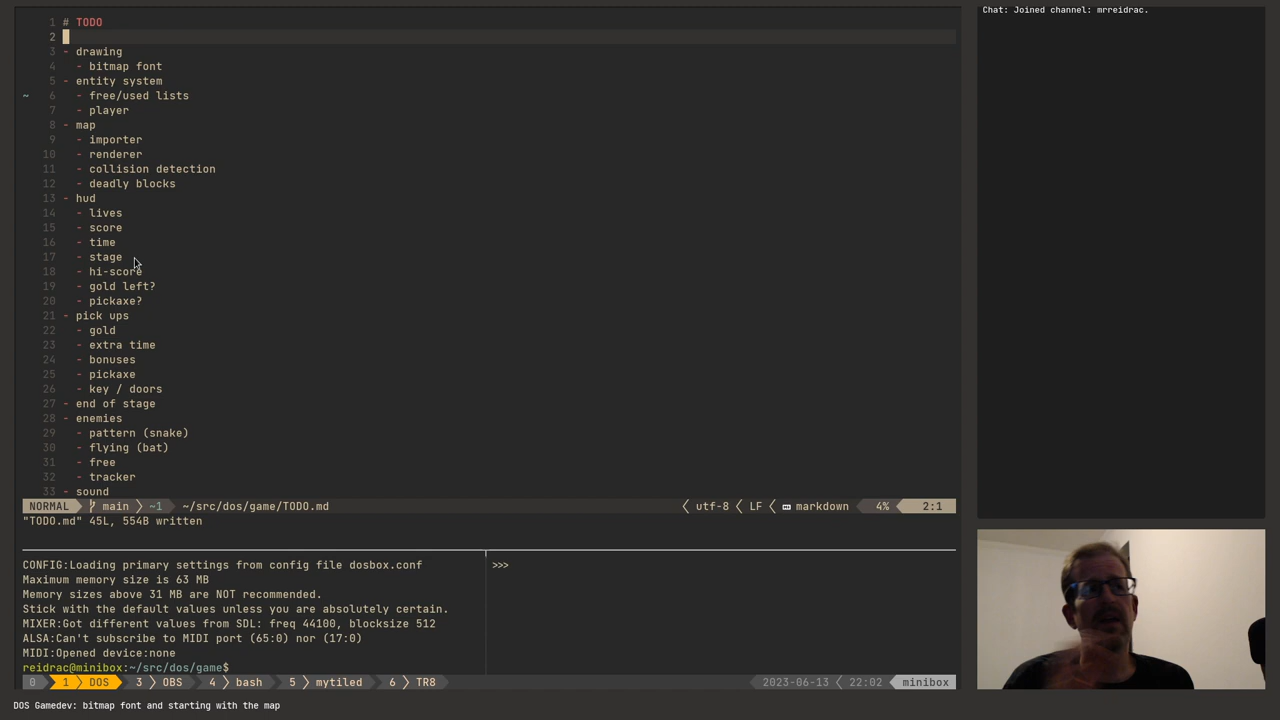 Chat: Joined channel: mrreidrac.
1 # TODO
2
3 - drawing
4 - bitmap font
5 - entity system
~ 6 - free/used lists
7 - player
8 - map
9 - importer
10 - renderer
11 - collision detection
12 - deadly blocks
13 - hud
14 - lives
15 - score
16 - time
17 - stage
18 - hi-score
19 - gold left?
20 - pickaxe?
21 - pick ups
22 - gold
23 - extra time
24 - bonuses
25 - pickaxe
26 - key / doors
27 - end of stage
28 - enemies
29 - pattern (snake)
30 - flying (bat)
31 - free
32 - tracker
33 - sound
NORMAL main ~1 ~/src/dos/game/TODO.md utf-8 LF markdown 4% 2:1
"TODO.md" 45L, 554B written
CONFIG:Loading primary settings from config file dosbox.conf
Maximum memory size is 63 MB
Memory sizes above 31 MB are NOT recommended.
Stick with the default values unless you are absolutely certain.
MIXER:Got different values from SDL: freq 44100, blocksize 512
ALSA:Can't subscribe to MIDI port (65:0) nor (17:0)
MIDI:Opened device:none
reidrac@minibox:~/src/dos/game$
>>>
0 1 DOS 3 OBS 4 bash 5 mytiled 6 TR8 2023-06-13 22:02 minibox
DOS Gamedev: bitmap font and starting with the map